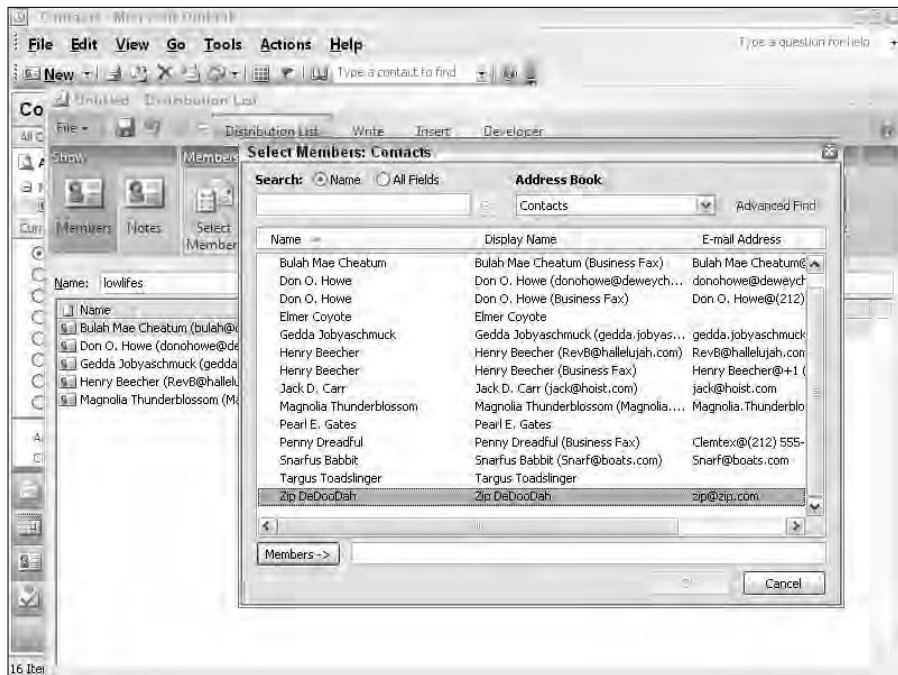 Contacts - Microsoft Outlook
File Edit View Go Tools Actions Help
Type a question for help
New Type a contact to find
Untitled - Distribution List
File Distribution List Write Insert Developer
Show Members
Members Notes Select Member
Name: lowlifes
Name
Bulah Mae Cheatum (bulah@
Don O. Howe (donohowe@de
Gedda Jobyaschmuck (gedda
Henry Beecher (RevB@hallelu
Magnolia Thunderblossom (Ma
Select Members: Contacts
Search: Name All Fields Address Book
Contacts Advanced Find
Name Display Name E-mail Address
Bulah Mae Cheatum Bulah Mae Cheatum (Business Fax) Bulah Mae Cheatum@
Don O. Howe Don O. Howe (donohowe@deweych... donohowe@deweych
Don O. Howe Don O. Howe (Business Fax) Don O. Howe@(212)
Elmer Coyote Elmer Coyote
Gedda Jobyaschmuck Gedda Jobyaschmuck (gedda.jobyas... gedda.jobyaschmuck
Henry Beecher Henry Beecher (RevB@hallelujah.com) RevB@hallelujah.com
Henry Beecher Henry Beecher (Business Fax) Henry Beecher@+1 (
Jack D. Carr Jack D. Carr (jack@hoist.com) jack@hoist.com
Magnolia Thunderblossom Magnolia Thunderblossom (Magnolia.... Magnolia.Thunderblo
Pearl E. Gates Pearl E. Gates
Penny Dreadful Penny Dreadful (Business Fax) Clemtex@(212) 555-
Snarfus Babbit Snarfus Babbit (Snarf@boats.com) Snarf@boats.com
Targus Toadslinger Targus Toadslinger
Zip DeDooDah Zip DeDooDah zip@zip.com
Members ->
Cancel
16 Ite